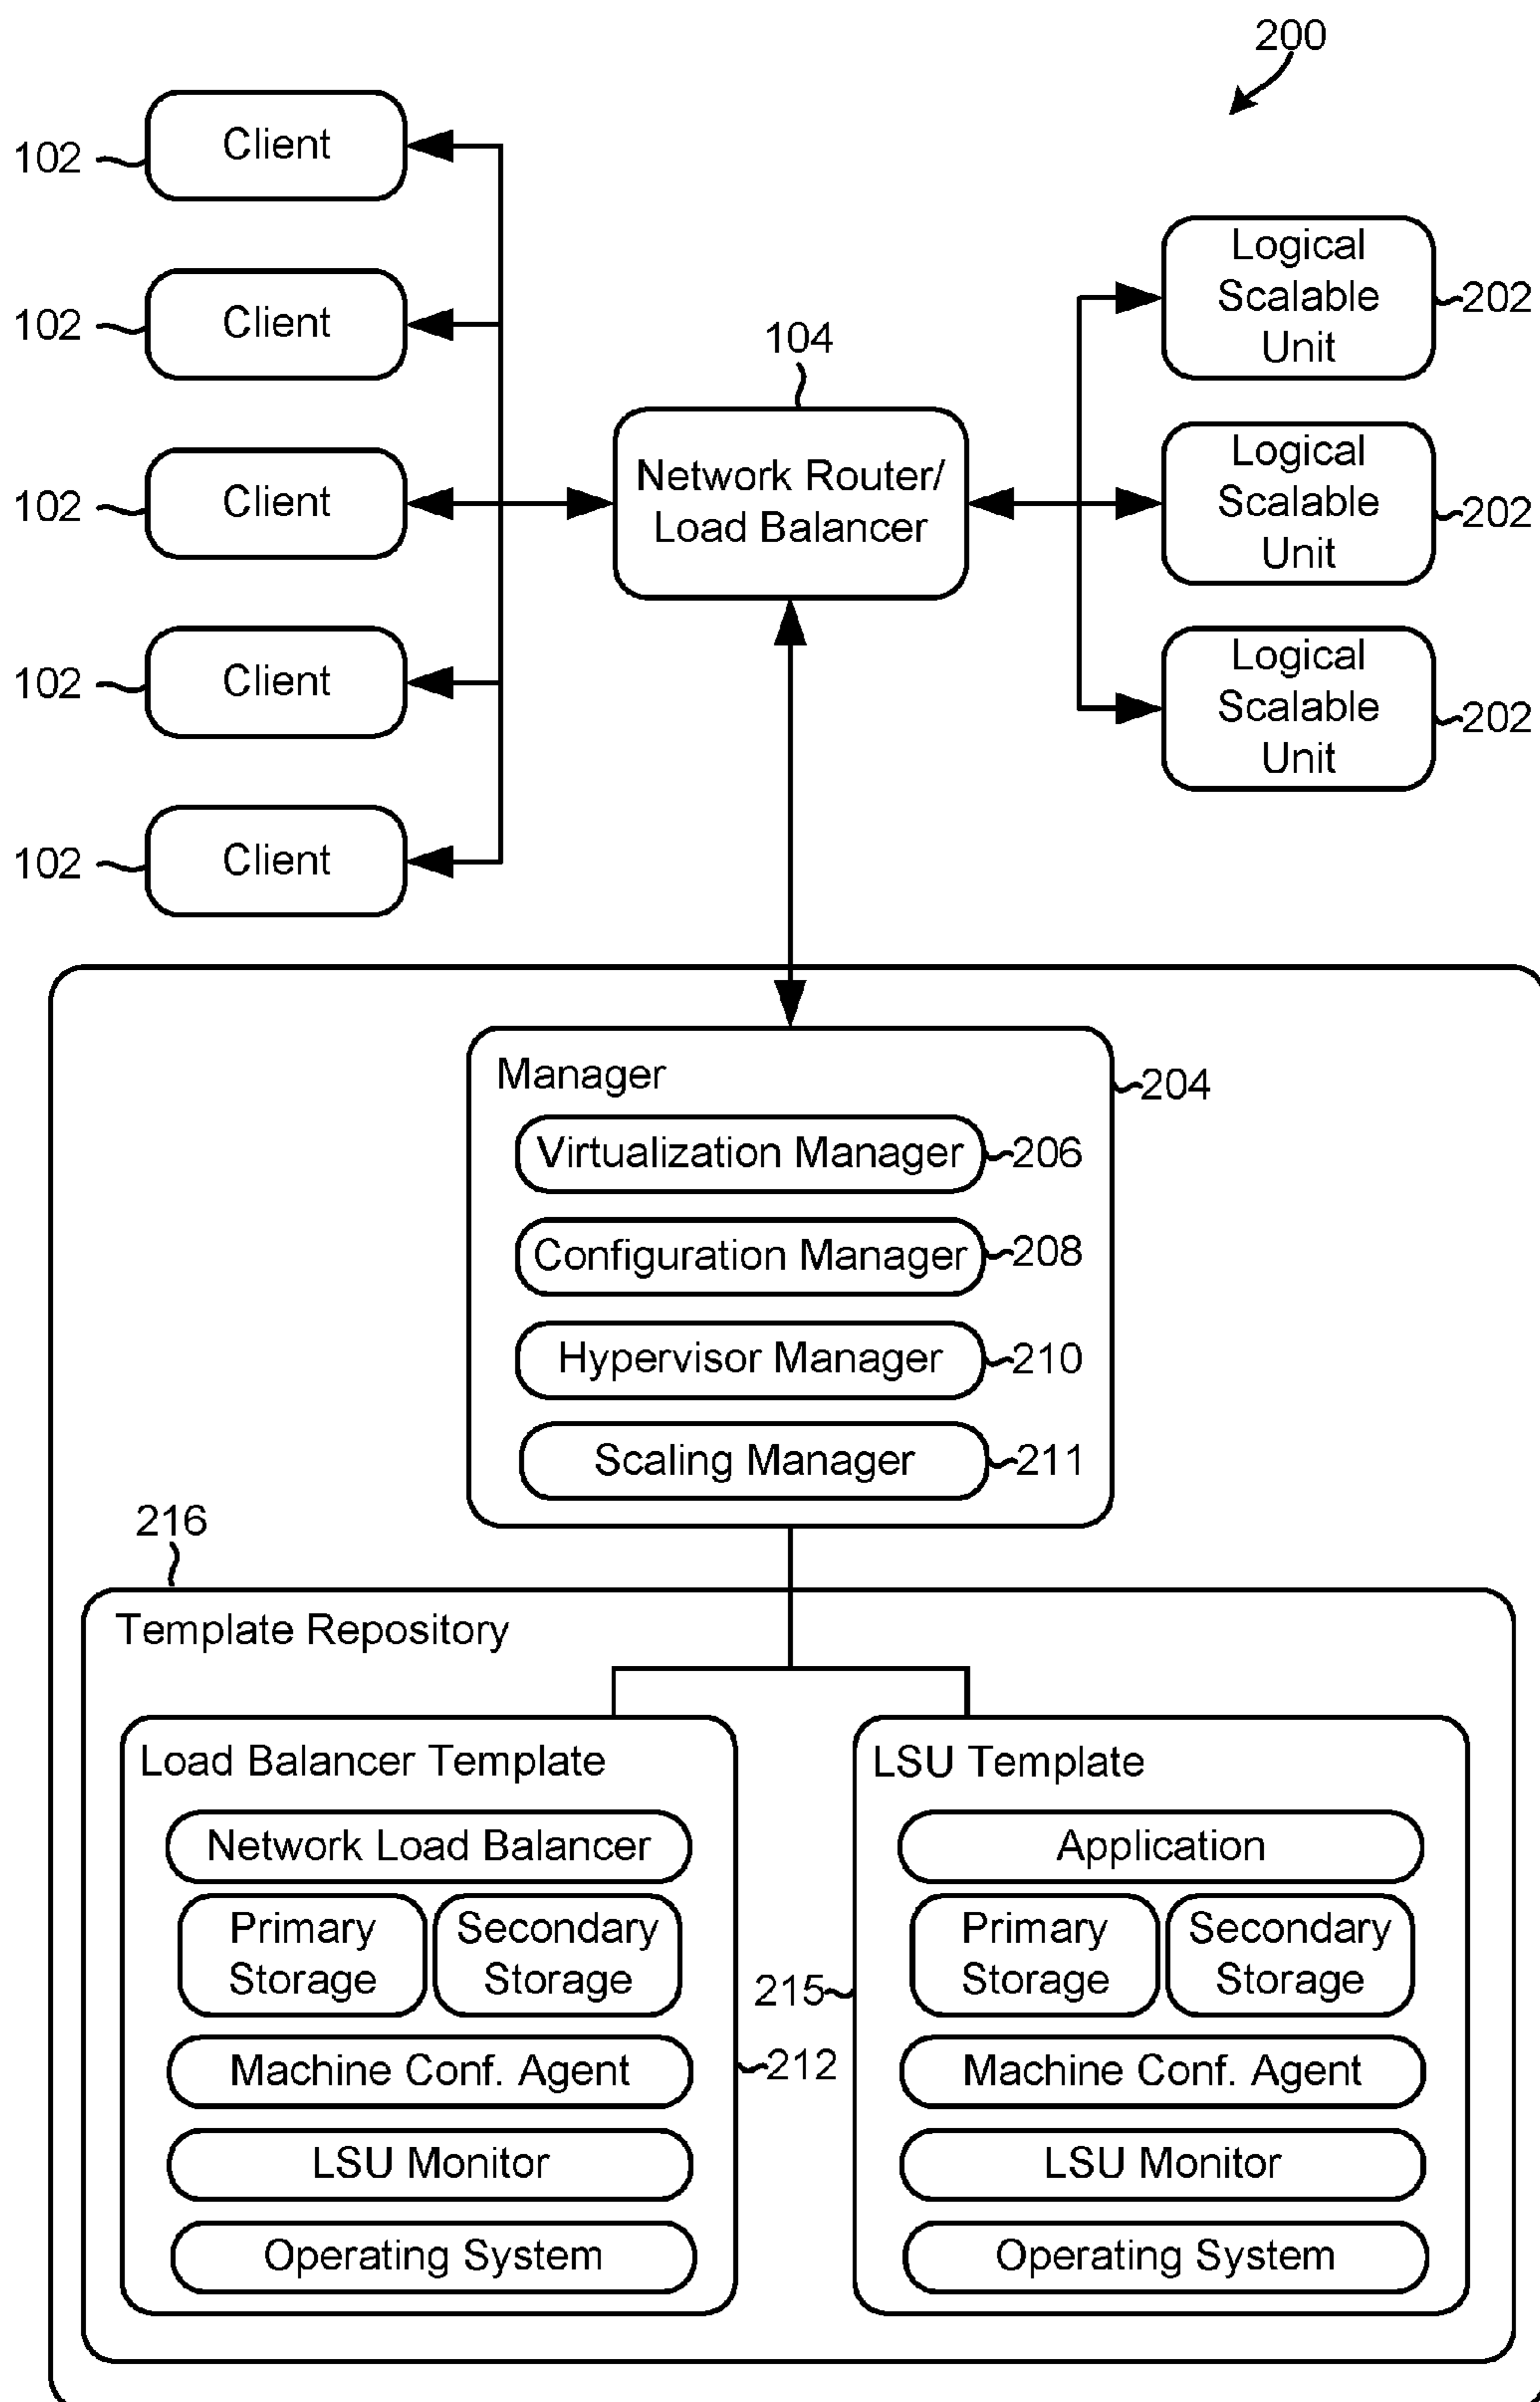 200
102
Client
102
Client
102
Client
102
Client
102
Client
104
Network Router/
Load Balancer
Logical
Scalable
Unit
202
Logical
Scalable
Unit
202
Logical
Scalable
Unit
202
Manager
204
Virtualization Manager
206
Configuration Manager
208
Hypervisor Manager
210
Scaling Manager
211
216
Template Repository
Load Balancer Template
Network Load Balancer
Primary
Storage
Secondary
Storage
Machine Conf. Agent
LSU Monitor
Operating System
212
LSU Template
215
Application
Primary
Storage
Secondary
Storage
Machine Conf. Agent
LSU Monitor
Operating System